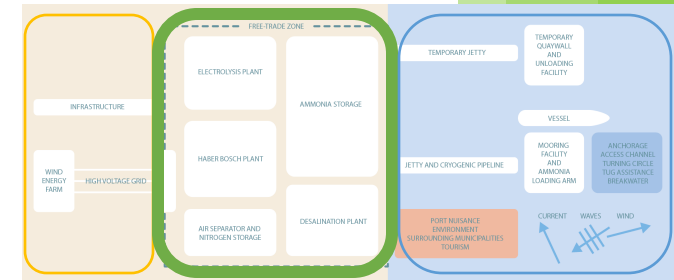 FREE-TRADE ZONE
INFRASTRUCTURE
WIND
ENERGY
FARM
HIGH VOLTAGE GRID
ELECTROLYSIS PLANT
HABER BOSCH PLANT
AIR SEPARATOR AND
NITROGEN STORAGE
AMMONIA STORAGE
DESALINATION PLANT
TEMPORARY JETTY
TEMPORARY
QUAYWALL
AND
UNLOADING
FACILITY
VESSEL
JETTY AND CRYOGENIC PIPELINE
MOORING
FACILITY
AND
AMMONIA
LOADING ARM
ANCHORAGE
ACCESS CHANNEL
TURNING CIRCLE
TUG ASSISTANCE
BREAKWATER
PORT NUISANCE
ENVIRONMENT
SURROUNDING MUNICIPALITIES
TOURISM
CURRENT WAVES WIND